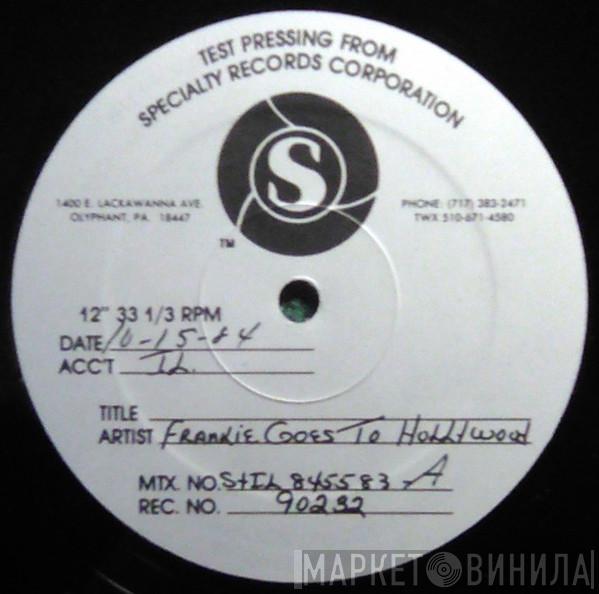 TEST PRESSING FROM
SPECIALTY RECORDS CORPORATION
S
1400 E. LACKAWANNA AVE.
OLYPHANT, PA. 18447
PHONE: (717) 383-2471
TWX 510-671-4580
TM
12" 33 1/3 RPM
DATE 10-15-84
ACC'T IL.
TITLE
ARTIST Frankie Goes To Hollywood
MTX. NO. StIL 845583 A
REC. NO. 90232
МАРКЕТ ВИНИЛА